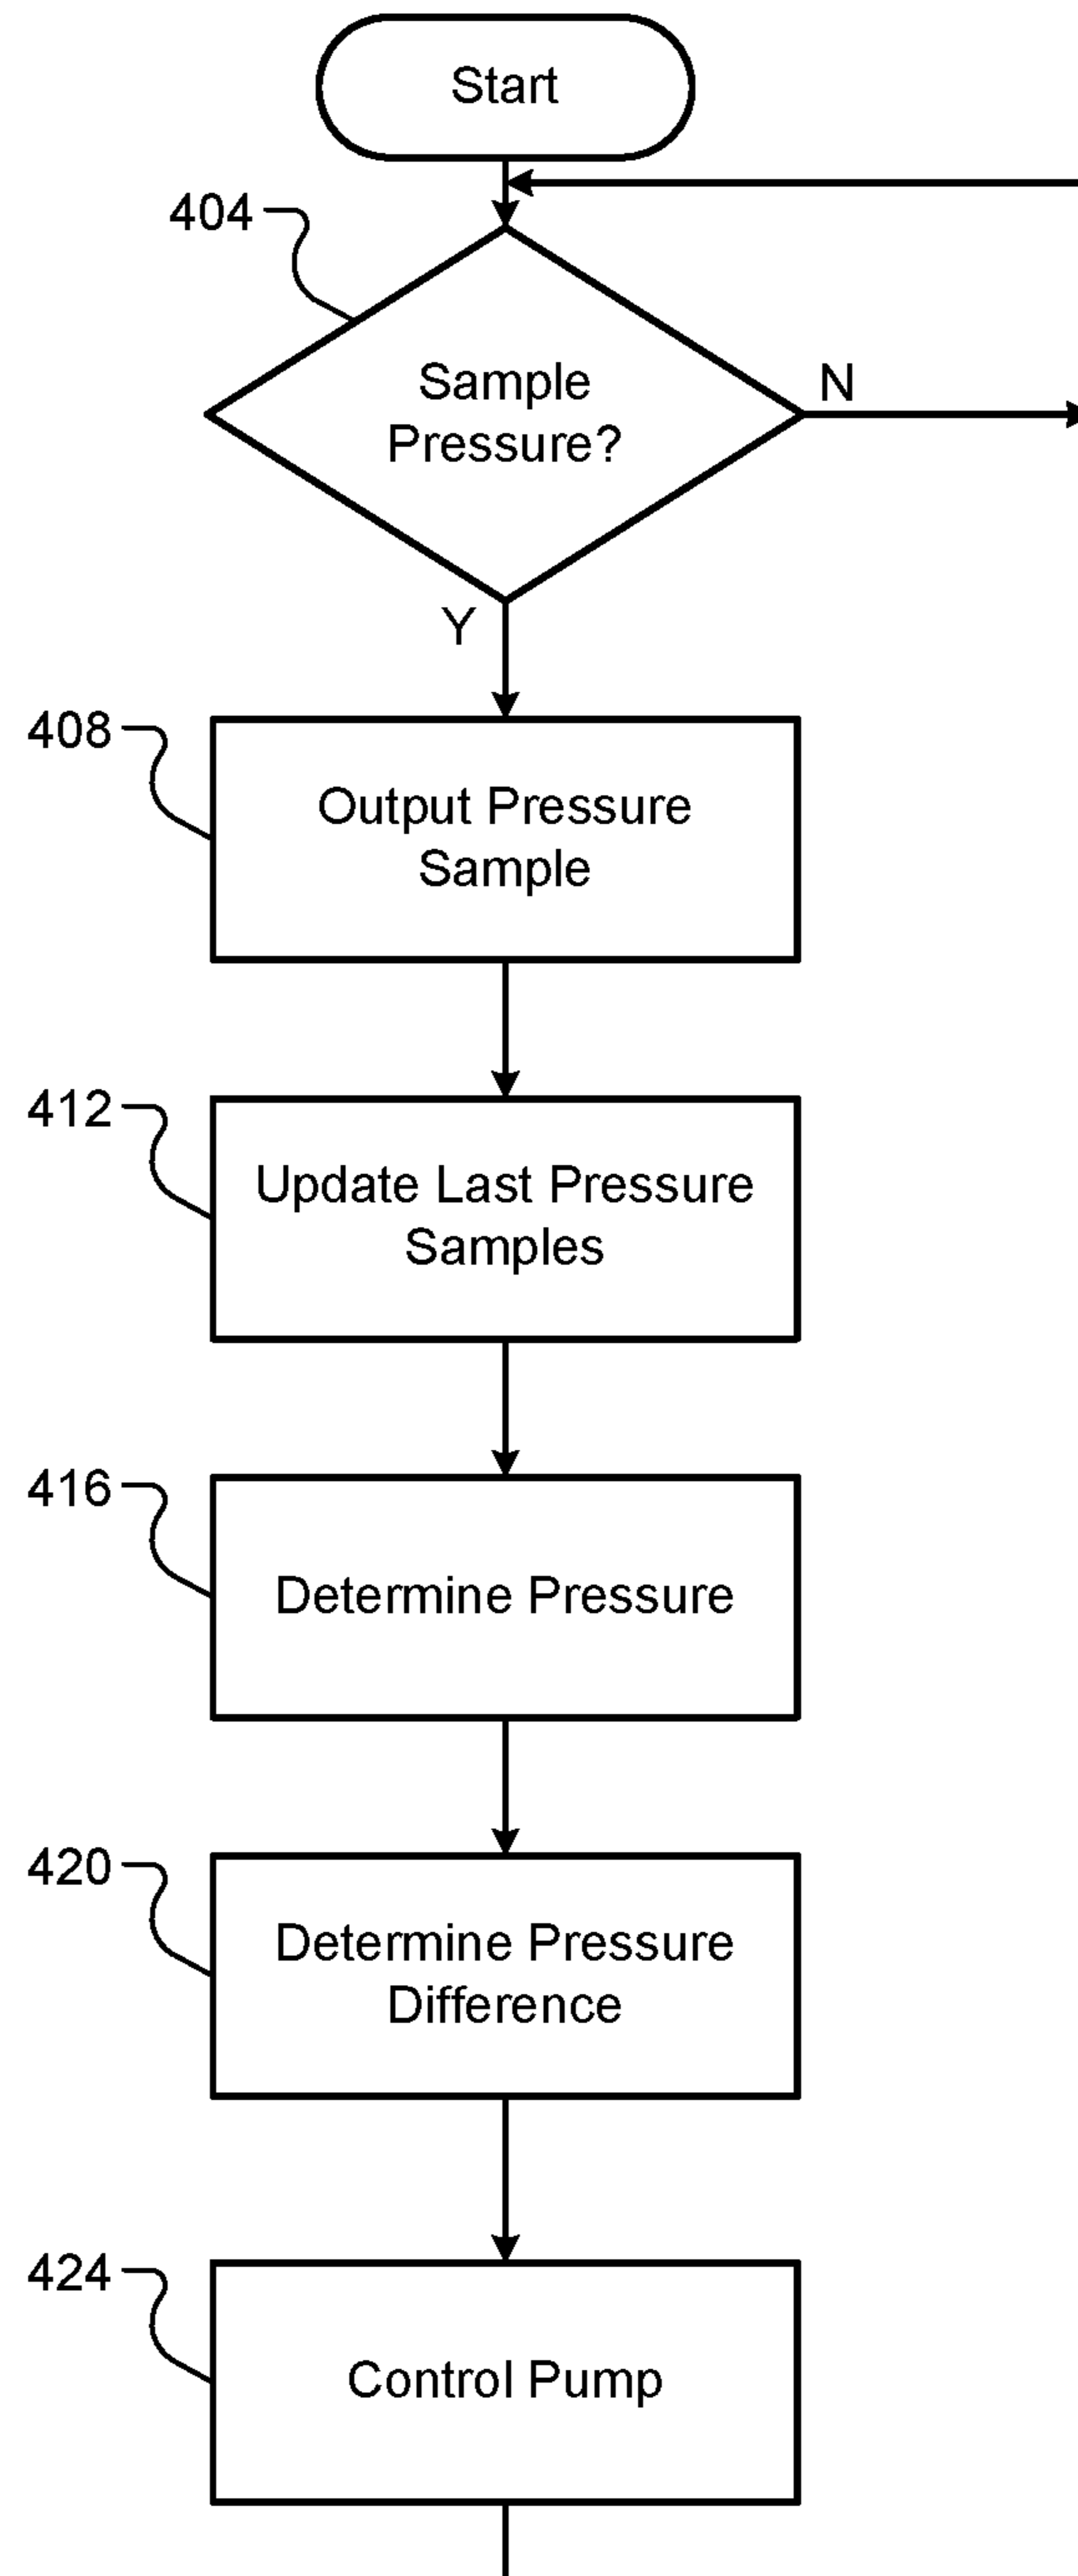 Start
404
Sample
Pressure?
N
Y
408
Output Pressure
Sample
412
Update Last Pressure
Samples
416
Determine Pressure
420
Determine Pressure
Difference
424
Control Pump